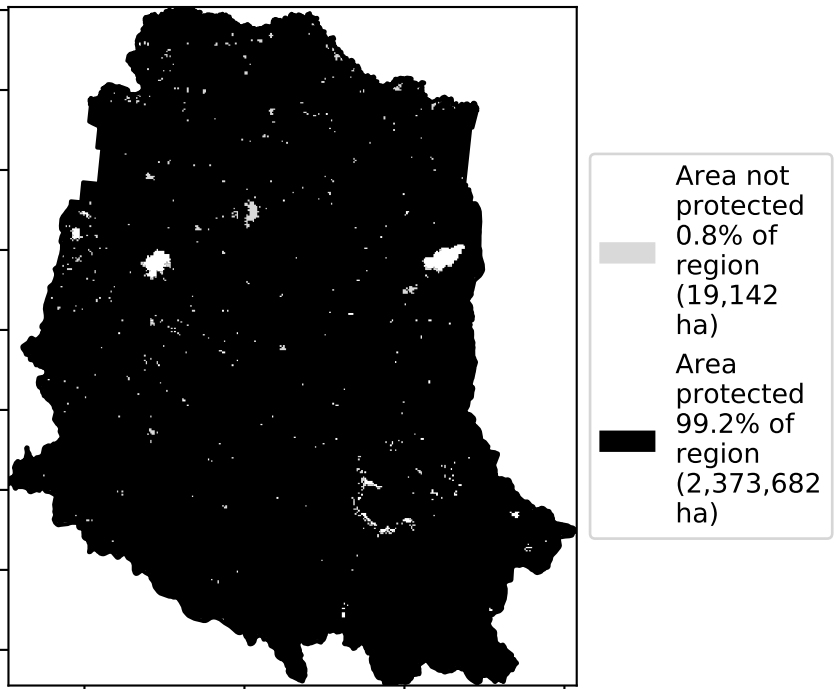 Area not
protected
0.8% of
region
(19,142
ha)
Area
protected
99.2% of
region
(2,373,682
ha)